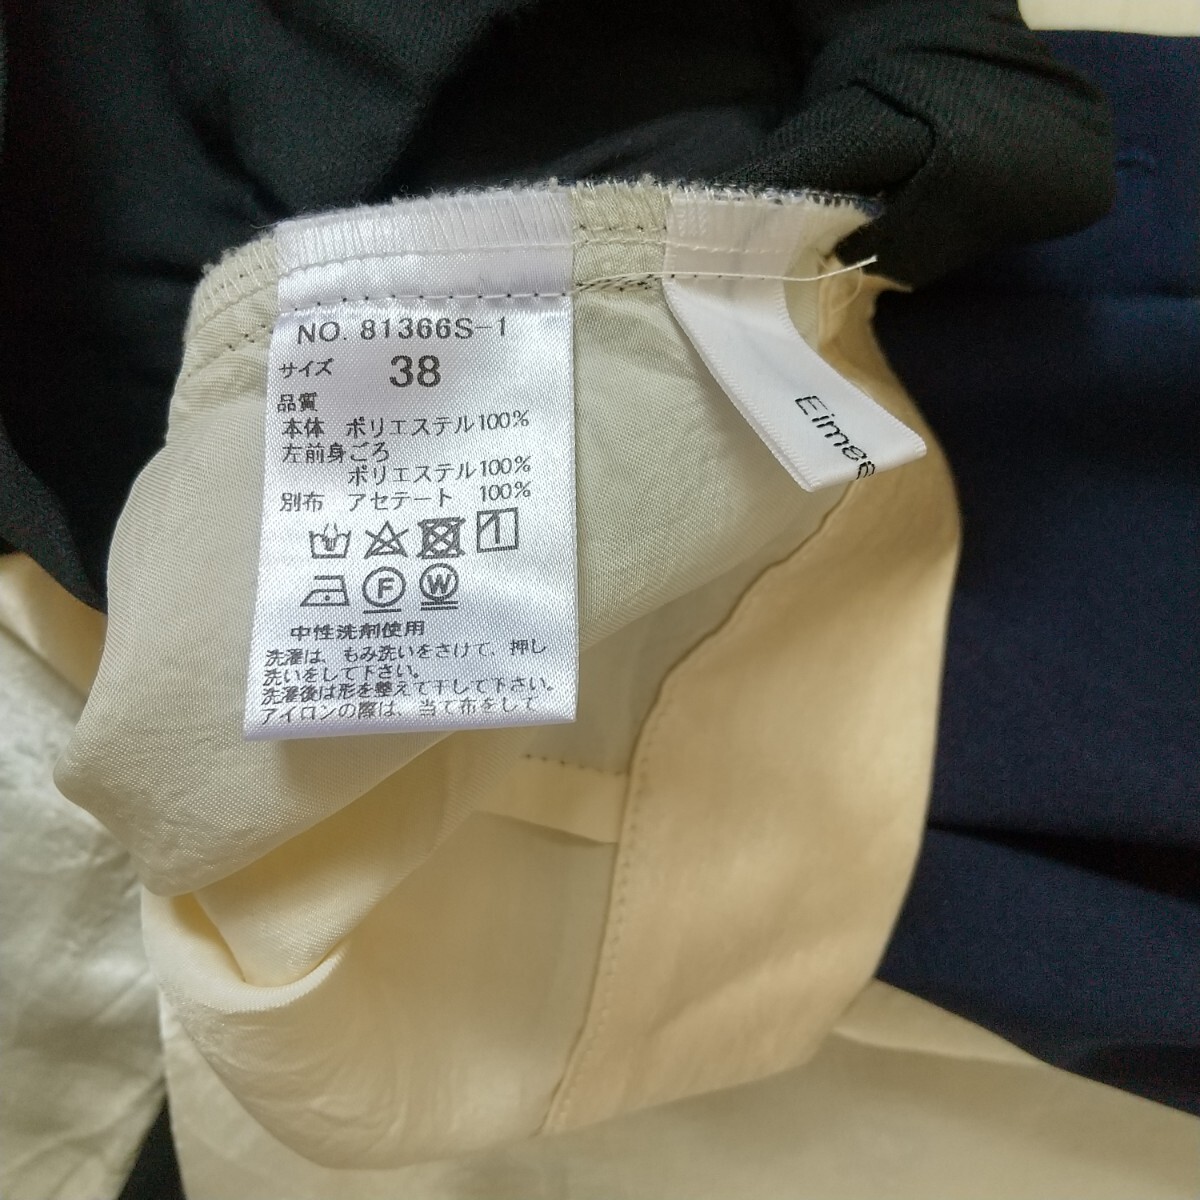 NO. 81366S-1
サイズ 38
品質
本体 ポリエステル100%
左前身ごろ
ポリエステル100%
別布 アセテート 100%
F W
中性洗剤使用
洗濯は、もみ洗いをさけて、押し
洗いをして下さい。
洗濯後は形を整えて干して下さい。
アイロンの際は、当て布をして
Eimee